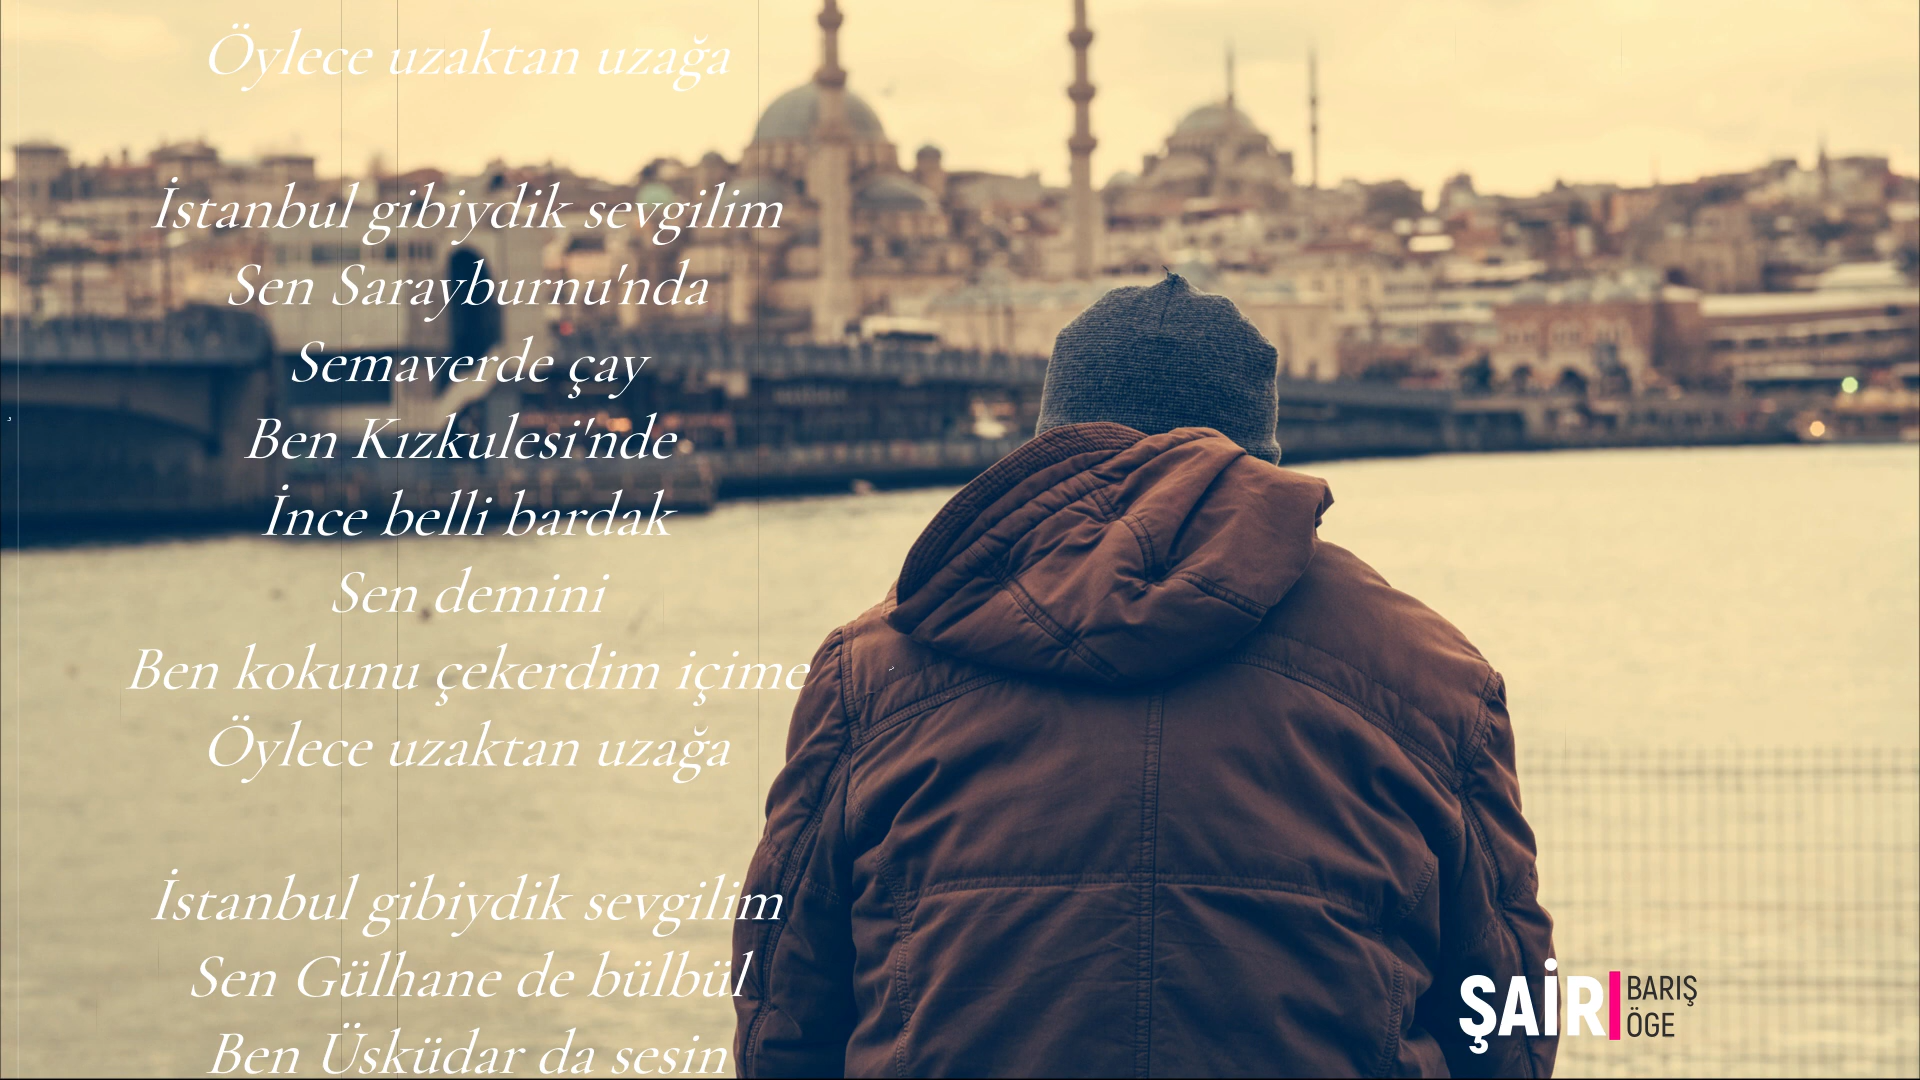 Öylece uzaktan uzağa
İstanbul gibiydik sevgilim
Sen Sarayburnu'nda
Semaverde çay
Ben Kızkulesi'nde
İnce belli bardak
Sen demini
Ben kokunu çekerdim içime
Öylece uzaktan uzağa
İstanbul gibiydik sevgilim
Sen Gülhane de bülbül
Ben Üsküdar da sesin
ŞAİR
BARIŞ
ÖGE